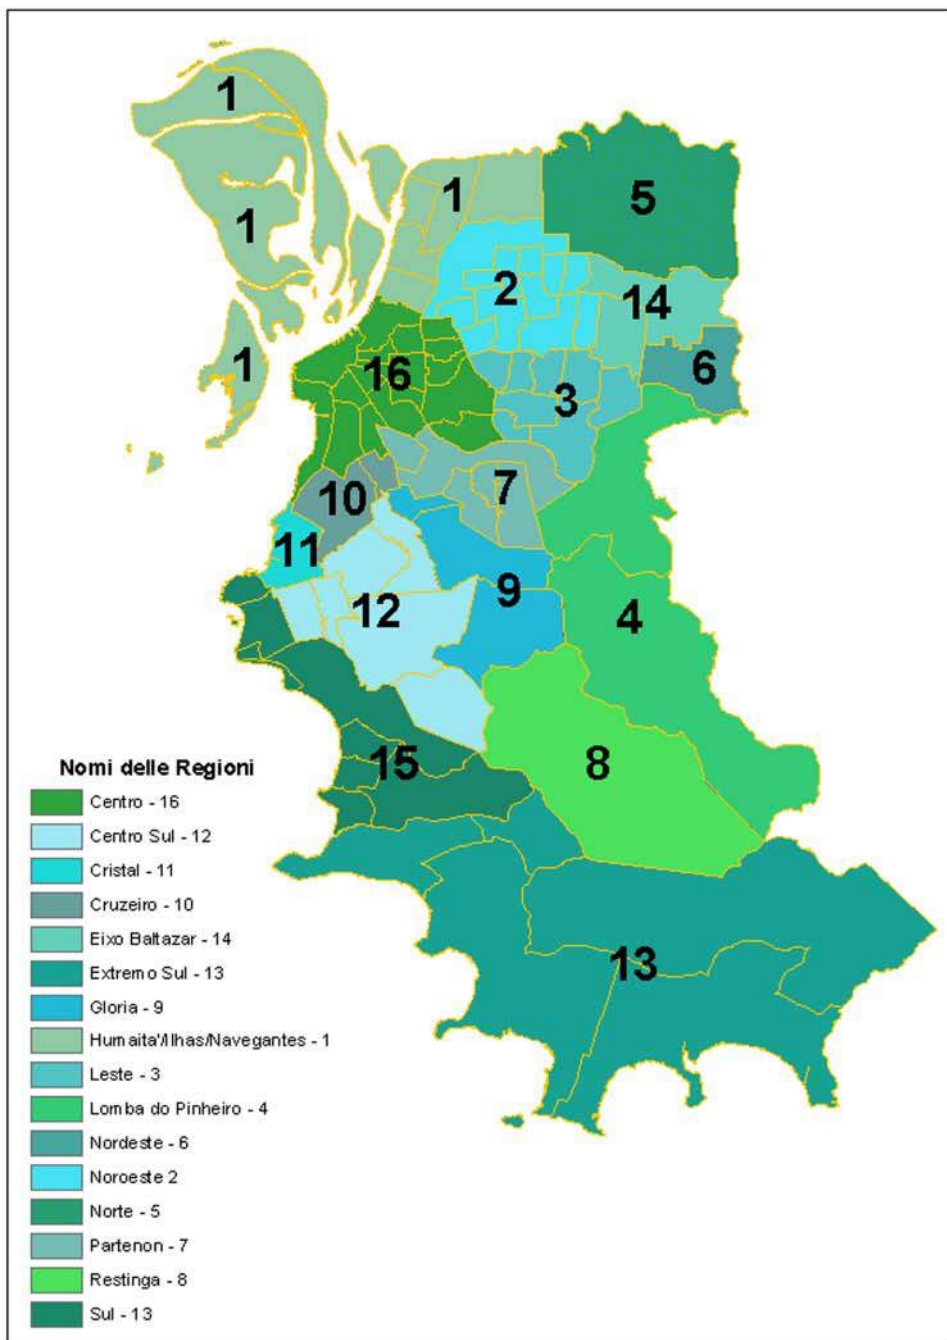 1
5
1
1
2
14
1
16
6
3
7
10
11
9
12
4
15
8
13
Nomi delle Regioni
Centro - 16
Centro Sul - 12
Cristal - 11
Cruzeiro - 10
Eixo Baltazar - 14
Extremo Sul - 13
Gloria - 9
Humaita'/Ilhas/Navegantes - 1
Leste - 3
Lomba do Pinheiro - 4
Nordeste - 6
Noroeste 2
Norte - 5
Partenon - 7
Restinga - 8
Sul - 13